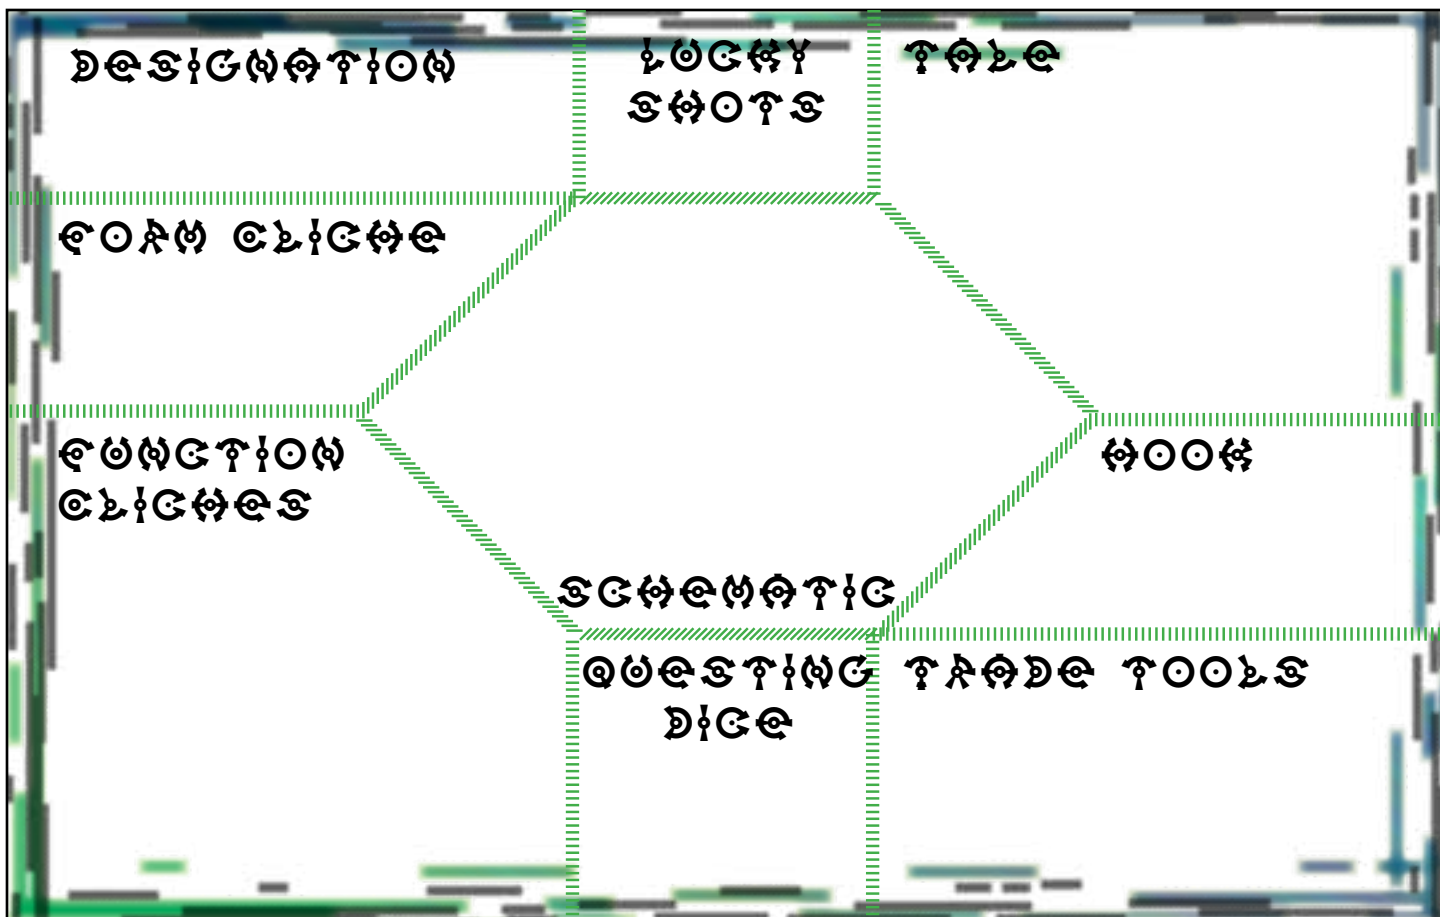 DESIGNATION
LUCKY
SHOTS
TALE
FORM CLICHE
FUNCTION
CLICHES
HOOK
SCHEMATIC
QUESTING
DICE
TRADE TOOLS